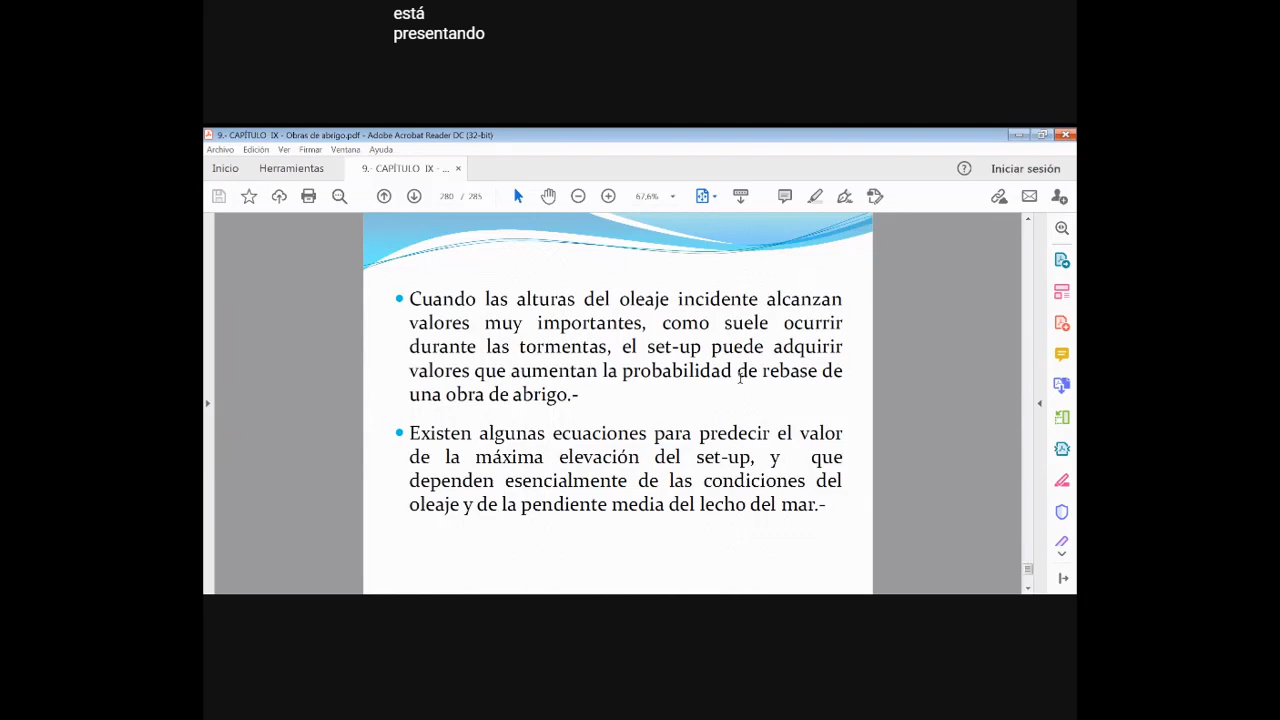 está
presentando
9.- CAPÍTULO IX - Obras de abrigo.pdf - Adobe Acrobat Reader DC (32-bit)
Archivo Edición Ver Firmar Ventana Ayuda
Inicio Herramientas 9.- CAPÍTULO IX - ... × Iniciar sesión
280 / 285 67,6%
• Cuando las alturas del oleaje incidente alcanzan
valores muy importantes, como suele ocurrir
durante las tormentas, el set-up puede adquirir
valores que aumentan la probabilidad de rebase de
una obra de abrigo.-
• Existen algunas ecuaciones para predecir el valor
de la máxima elevación del set-up, y que
dependen esencialmente de las condiciones del
oleaje y de la pendiente media del lecho del mar.-